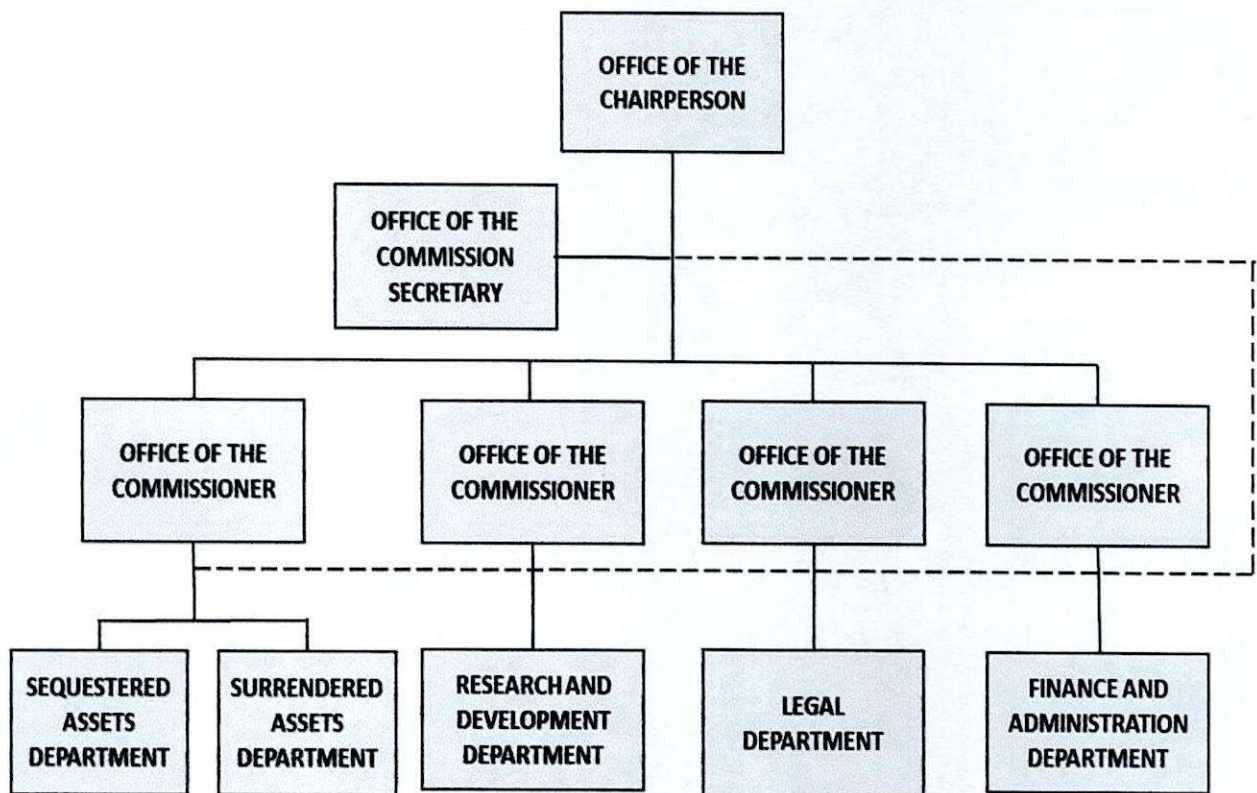 OFFICE OF THE
CHAIRPERSON
OFFICE OF THE
COMMISSION
SECRETARY
OFFICE OF THE
COMMISSIONER
OFFICE OF THE
COMMISSIONER
OFFICE OF THE
COMMISSIONER
OFFICE OF THE
COMMISSIONER
SEQUESTERED
ASSETS
DEPARTMENT
SURRENDERED
ASSETS
DEPARTMENT
RESEARCH AND
DEVELOPMENT
DEPARTMENT
LEGAL
DEPARTMENT
FINANCE AND
ADMINISTRATION
DEPARTMENT